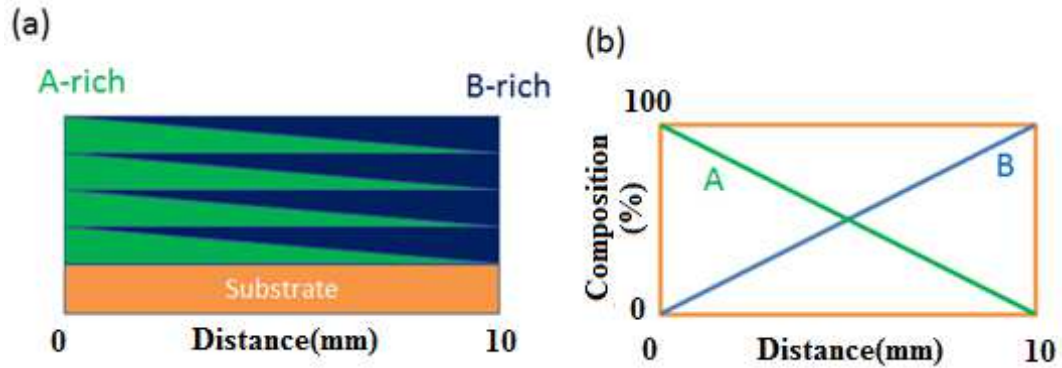 (a)
A-rich
B-rich
Substrate
0
Distance(mm)
10
(b)
100
Composition
(%)
0
A
B
0
Distance(mm)
10